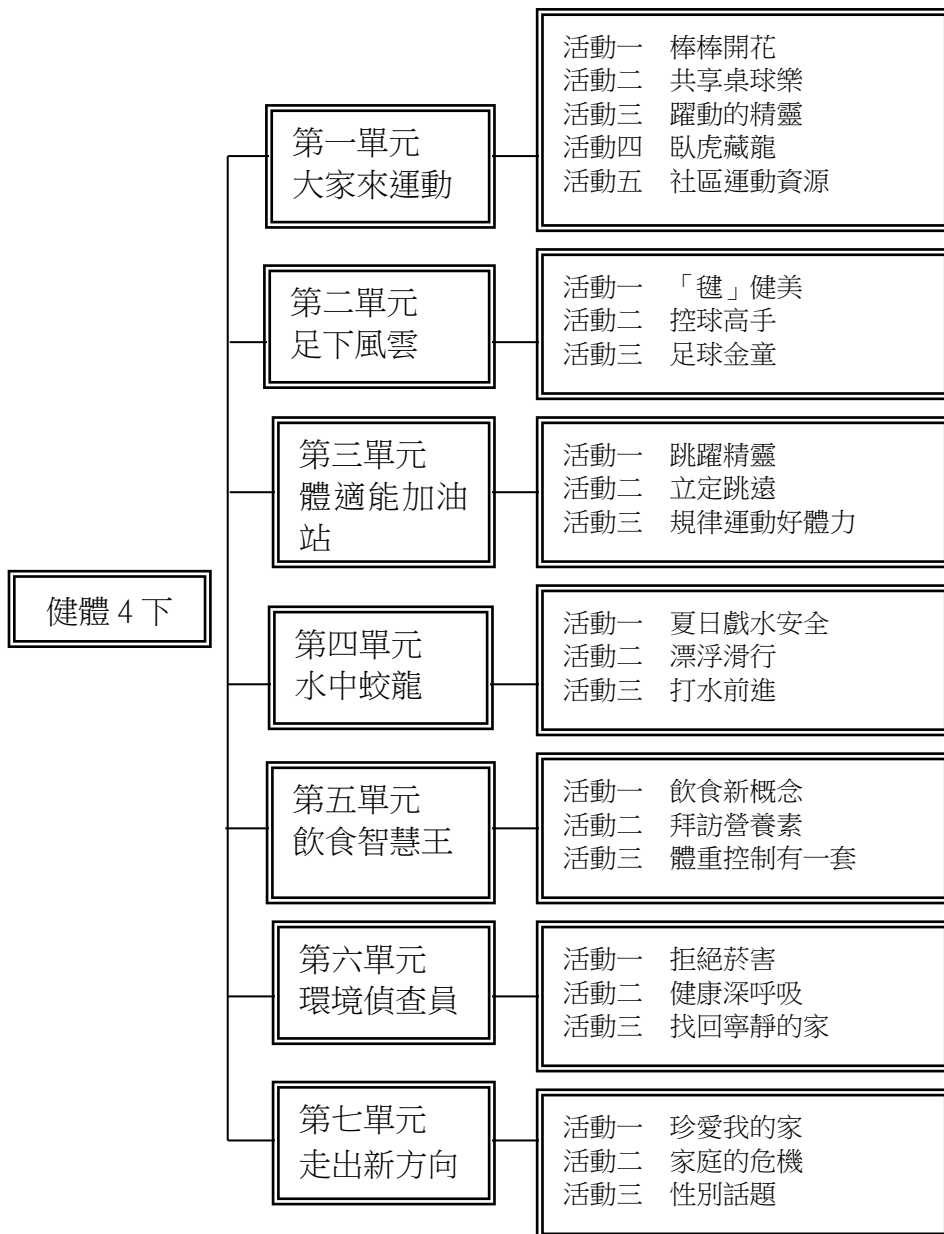 健體 4 下
第一單元
大家來運動
活動一　棒棒開花
活動二　共享桌球樂
活動三　躍動的精靈
活動四　臥虎藏龍
活動五　社區運動資源
第二單元
足下風雲
活動一　「毽」健美
活動二　控球高手
活動三　足球金童
第三單元
體適能加油
站
活動一　跳躍精靈
活動二　立定跳遠
活動三　規律運動好體力
第四單元
水中蛟龍
活動一　夏日戲水安全
活動二　漂浮滑行
活動三　打水前進
第五單元
飲食智慧王
活動一　飲食新概念
活動二　拜訪營養素
活動三　體重控制有一套
第六單元
環境偵查員
活動一　拒絕菸害
活動二　健康深呼吸
活動三　找回寧靜的家
第七單元
走出新方向
活動一　珍愛我的家
活動二　家庭的危機
活動三　性別話題